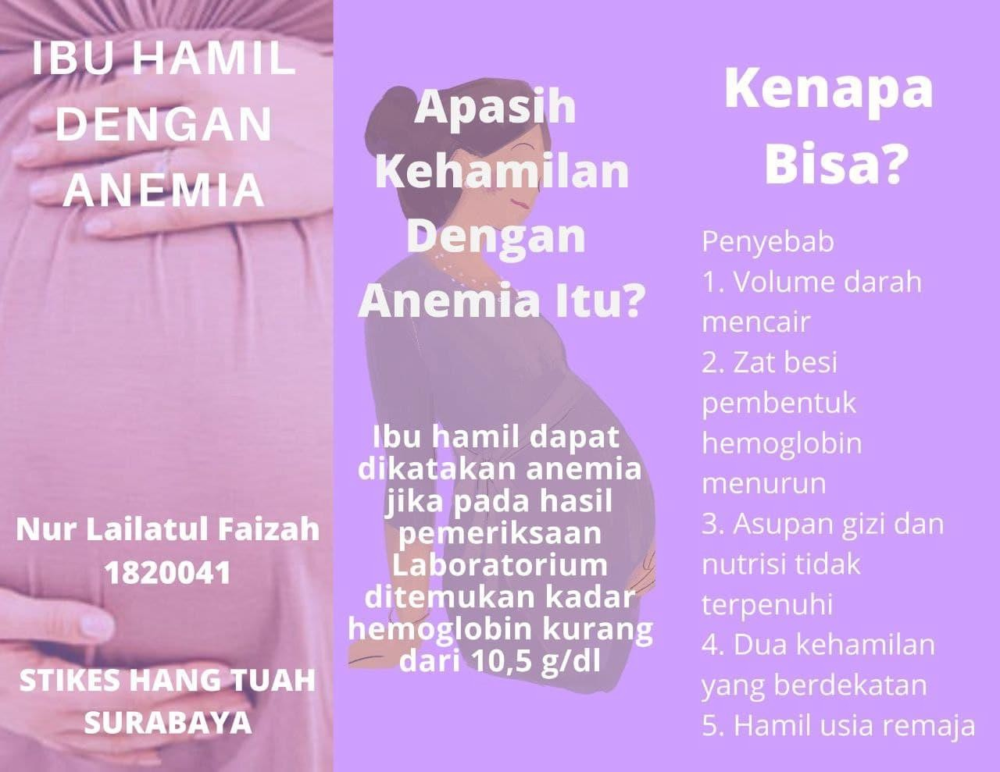 IBU HAMIL
DENGAN
ANEMIA
Nur Lailatul Faizah
1820041
STIKES HANG TUAH
SURABAYA
Apasih
Kehamilan
Dengan
Anemia Itu?
Ibu hamil dapat
dikatakan anemia
jika pada hasil
pemeriksaan
Laboratorium
ditemukan kadar
hemoglobin kurang
dari 10,5 g/dl
Kenapa
Bisa?
Penyebab
1. Volume darah
mencair
2. Zat besi
pembentuk
hemoglobin
menurun
3. Asupan gizi dan
nutrisi tidak
terpenuhi
4. Dua kehamilan
yang berdekatan
5. Hamil usia remaja